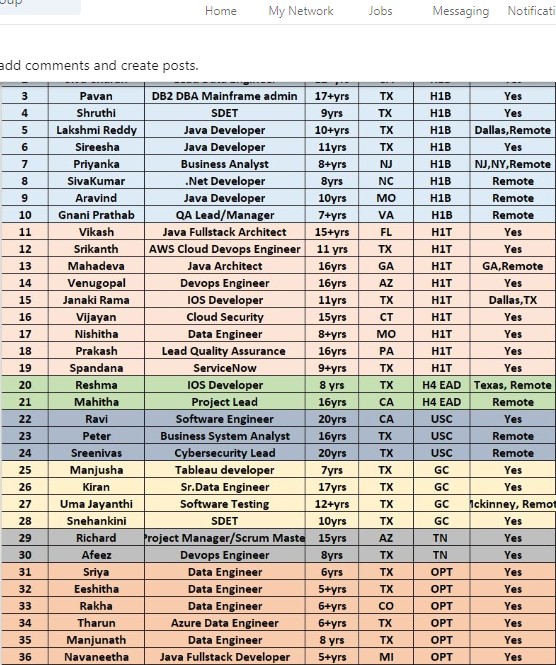 Home My Network Jobs Messaging Notificati
add comments and create posts.
3 Pavan DB2 DBA Mainframe admin 17+yrs TX H1B Yes
4 Shruthi SDET 9yrs TX H1B Yes
5 Lakshmi Reddy Java Developer 10+yrs TX H1B Dallas,Remote
6 Sireesha Java Developer 11yrs TX H1B Yes
7 Priyanka Business Analyst 8+yrs NJ H1B NJ,NY,Remote
8 SivaKumar .Net Developer 8yrs NC H1B Remote
9 Aravind Java Developer 10yrs MO H1B Remote
10 Gnani Prathab QA Lead/Manager 7+yrs VA H1B Remote
11 Vikash Java Fullstack Architect 15+yrs FL H1T Yes
12 Srikanth AWS Cloud Devops Engineer 11 yrs TX H1T Yes
13 Mahadeva Java Architect 16yrs GA H1T GA,Remote
14 Venugopal Devops Engineer 16yrs AZ H1T Yes
15 Janaki Rama IOS Developer 11yrs TX H1T Dallas,TX
16 Vijayan Cloud Security 15yrs CT H1T Yes
17 Nishitha Data Engineer 8+yrs MO H1T Yes
18 Prakash Lead Quality Assurance 16yrs PA H1T Yes
19 Spandana ServiceNow 9+yrs TX H1T Yes
20 Reshma IOS Developer 8 yrs TX H4 EAD Texas, Remote
21 Mahitha Project Lead 16yrs CA H4 EAD Remote
22 Ravi Software Engineer 20yrs CA USC Yes
23 Peter Business System Analyst 16yrs TX USC Remote
24 Sreenivas Cybersecurity Lead 20yrs TX USC Remote
25 Manjusha Tableau developer 7yrs TX GC Yes
26 Kiran Sr.Data Engineer 17yrs TX GC Yes
27 Uma Jayanthi Software Testing 12+yrs TX GC ckinney, Remot
28 Snehankini SDET 10yrs TX GC Yes
29 Richard Project Manager/Scrum Maste 15yrs AZ TN Yes
30 Afeez Devops Engineer 8yrs TX TN Yes
31 Sriya Data Engineer 6yrs TX OPT Yes
32 Eeshitha Data Engineer 5+yrs TX OPT Yes
33 Rakha Data Engineer 6+yrs CO OPT Yes
34 Tharun Azure Data Engineer 6+yrs TX OPT Yes
35 Manjunath Data Engineer 8 yrs TX OPT Yes
36 Navaneetha Java Fullstack Developer 5+yrs MI OPT Yes